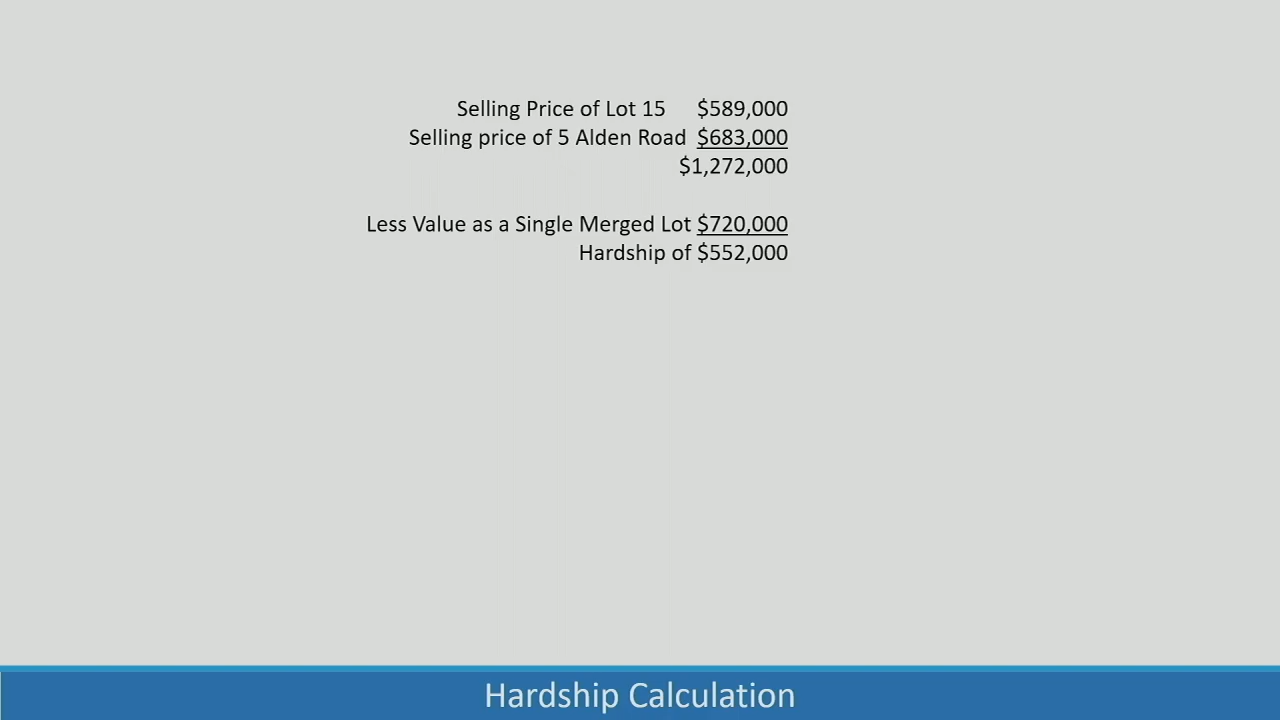 Selling Price of Lot 15 $589,000
Selling price of 5 Alden Road $683,000
$1,272,000
Less Value as a Single Merged Lot $720,000
Hardship of $552,000
Hardship Calculation